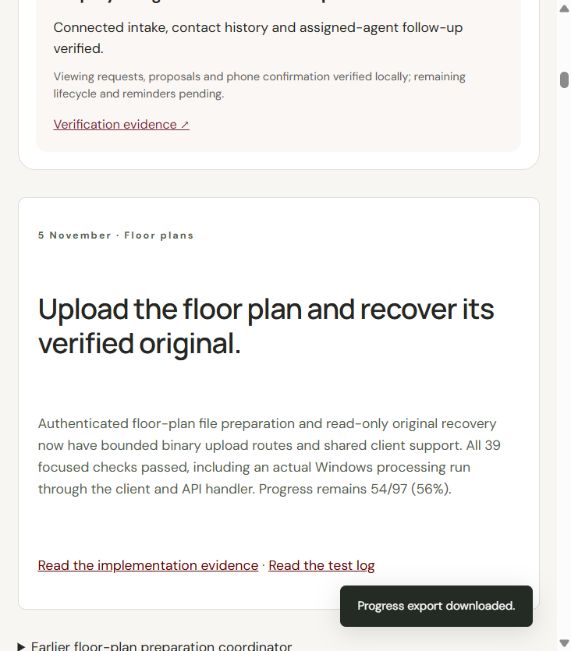 Connected intake, contact history and assigned-agent follow-up
verified.
Viewing requests, proposals and phone confirmation verified locally; remaining
lifecycle and reminders pending.
Verification evidence ↗
5 November · Floor plans
Upload the floor plan and recover its
verified original.
Authenticated floor-plan file preparation and read-only original recovery
now have bounded binary upload routes and shared client support. All 39
focused checks passed, including an actual Windows processing run
through the client and API handler. Progress remains 54/97 (56%).
Read the implementation evidence · Read the test log
Progress export downloaded.
▶ Earlier floor-plan preparation coordinator